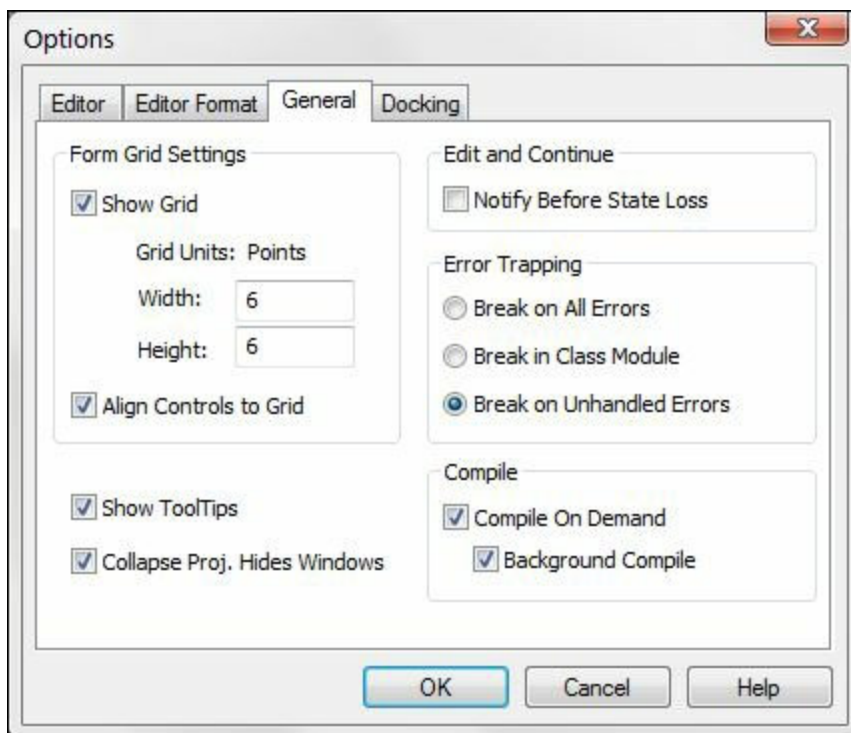 Options
Editor
Editor Format
General
Docking
Form Grid Settings
Show Grid
Grid Units: Points
Width: 6
Height: 6
Align Controls to Grid
Show ToolTips
Collapse Proj. Hides Windows
Edit and Continue
Notify Before State Loss
Error Trapping
Break on All Errors
Break in Class Module
Break on Unhandled Errors
Compile
Compile On Demand
Background Compile
OK
Cancel
Help